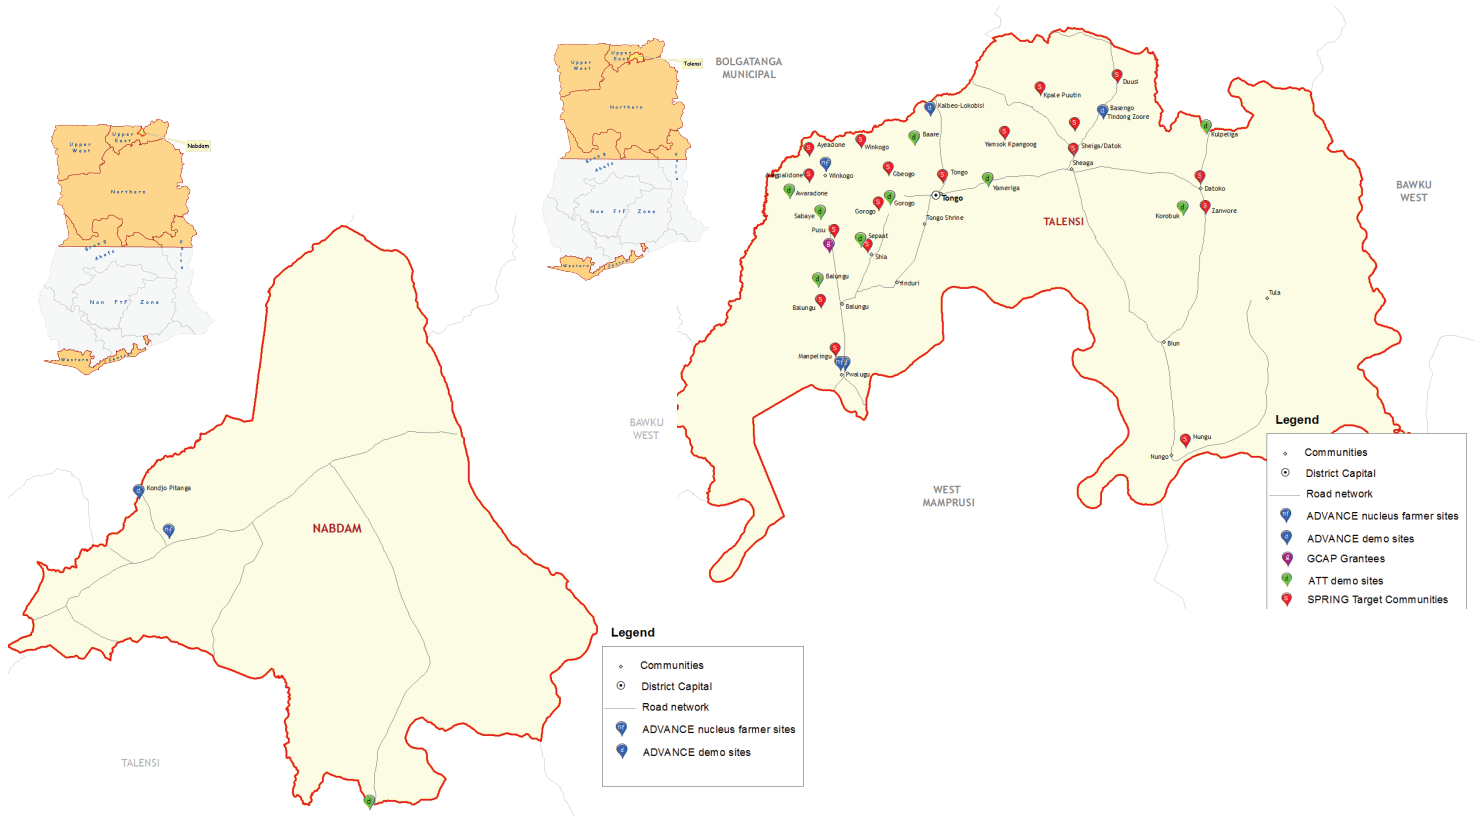 Upper
West
Upper
East
Nabdam
Northern
Brong
Ahafo
Volta
Non FtF Zone
Western
Central
Upper
West
Upper
East
Talensi
Northern
Brong
Ahafo
Volta
Non FtF Zone
Western
Central
BOLGATANGA
MUNICIPAL
Duusi
Kpale Puutin
Kalbeo-Lokobisi
Basengo
Tindong Zoore
Kulpeliga
Baare
Yamsok Kpangoog
Ayeadone
Winkogo
Sheiga/Datok
Sheaga
Winkogo
Gbeogo
Tongo
Yameriga
Datoko
Awaradone
Gorogo
Gorogo
Tongo
Korobuk
Zanwore
Sabaye
Tongo Shrine
TALENSI
Pusu
Sepaat
Shia
Balungu
Yinduri
Tula
Balungu
Balungu
Biun
Manpelingu
Pwalugu
Nungu
Nungo
BAWKU
WEST
BAWKU
WEST
WEST
MAMPRUSI
Legend
Communities
District Capital
Road network
nf ADVANCE nucleus farmer sites
d ADVANCE demo sites
g GCAP Grantees
d ATT demo sites
S SPRING Target Communities
Kondjo Pitanga
nf
NABDAM
TALENSI
d
Legend
Communities
District Capital
Road network
nf ADVANCE nucleus farmer sites
d ADVANCE demo sites